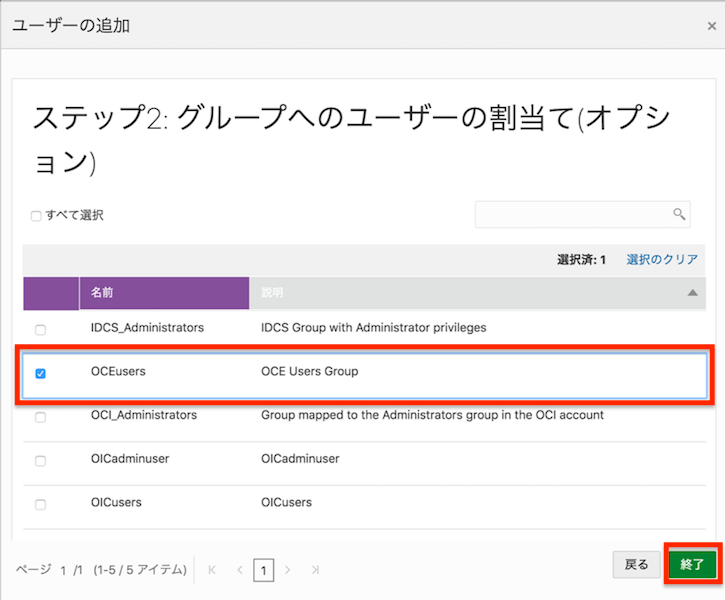 ユーザーの追加 ×
ステップ2: グループへのユーザーの割当て(オプシ
ョン)
すべて選択
選択済: 1 選択のクリア
名前 説明
IDCS_Administrators IDCS Group with Administrator privileges
OCEusers OCE Users Group
OCI_Administrators Group mapped to the Administrators group in the OCI account
OICadminuser OICadminuser
OICusers OICusers
ページ 1 /1 (1-5 / 5 アイテム) 1
戻る 終了